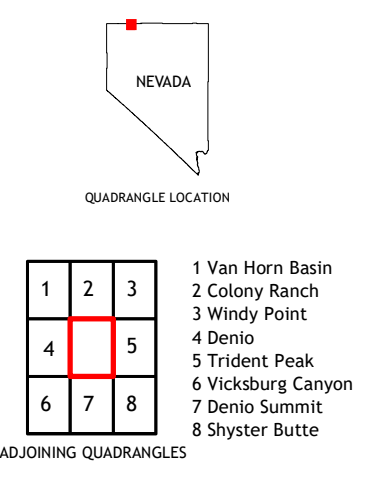 NEVADA
QUADRANGLE LOCATION
1 2 3
4 5
6 7 8
1 Van Horn Basin
2 Colony Ranch
3 Windy Point
4 Denio
5 Trident Peak
6 Vicksburg Canyon
7 Denio Summit
8 Shyster Butte
ADJOINING QUADRANGLES